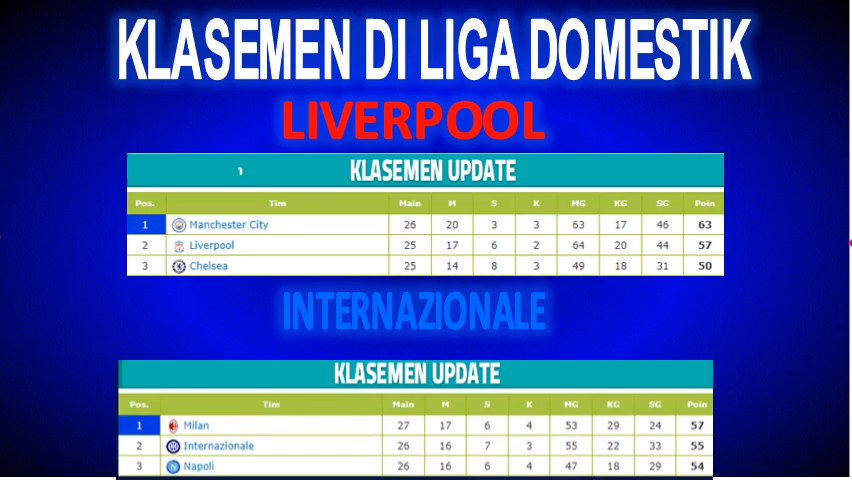 KLASEMEN DI LIGA DOMESTIK
LIVERPOOL
KLASEMEN UPDATE
Pos. Tim Main M S K MG KG SG Poin
1 Manchester City 26 20 3 3 63 17 46 63
2 Liverpool 25 17 6 2 64 20 44 57
3 Chelsea 25 14 8 3 49 18 31 50
INTERNAZIONALE
KLASEMEN UPDATE
Pos. Tim Main M S K MG KG SG Poin
1 Milan 27 17 6 4 53 29 24 57
2 Internazionale 26 16 7 3 55 22 33 55
3 Napoli 26 16 6 4 47 18 29 54